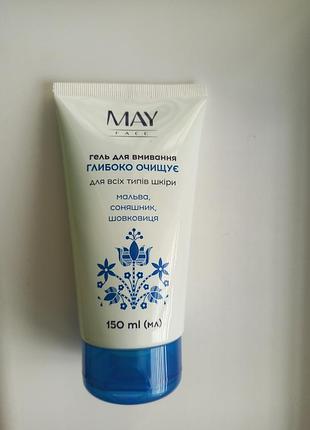 MAY
FACE
гель для вмивання
ГЛИБОКО ОЧИЩУЄ
для всіх типів шкіри
мальва,
соняшник,
шовковиця
150 ml (мл)